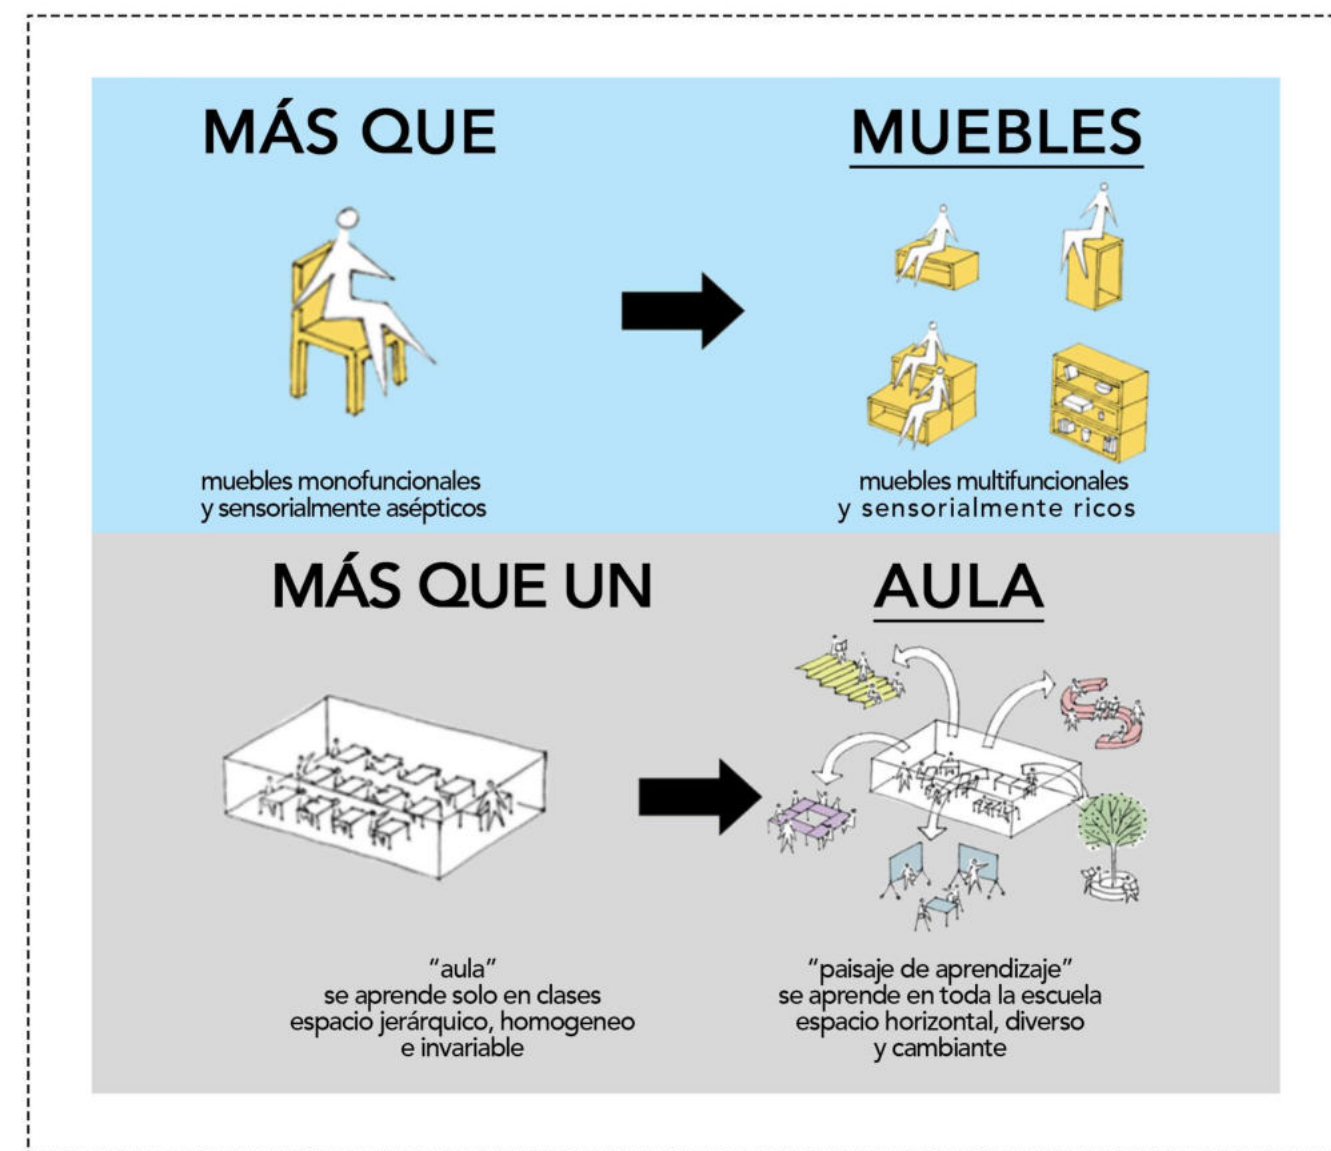 MÁS QUE
MUEBLES
muebles monofuncionales
y sensorialmente asépticos
muebles multifuncionales
y sensorialmente ricos
MÁS QUE UN
AULA
“aula”
se aprende solo en clases
espacio jerárquico, homogeneo
e invariable
“paisaje de aprendizaje”
se aprende en toda la escuela
espacio horizontal, diverso
y cambiante